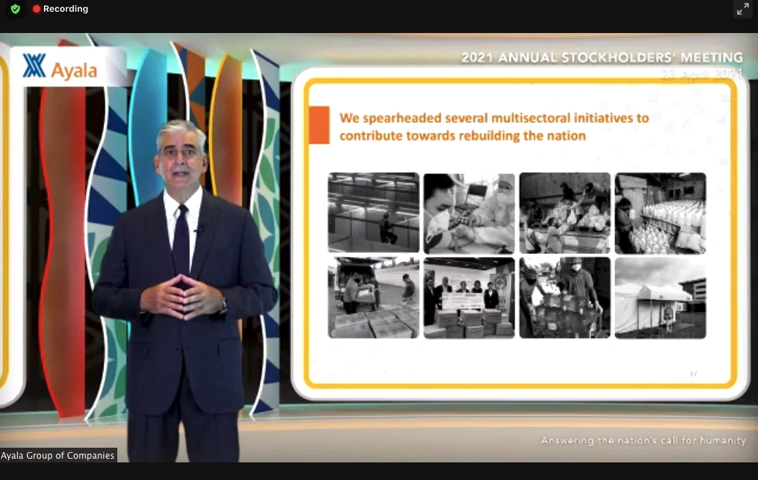 Recording
Ayala
2021 ANNUAL STOCKHOLDERS' MEETING
23 April 2021
We spearheaded several multisectoral initiatives to
contribute towards rebuilding the nation
17
Answering the nation's call for humanity
Ayala Group of Companies